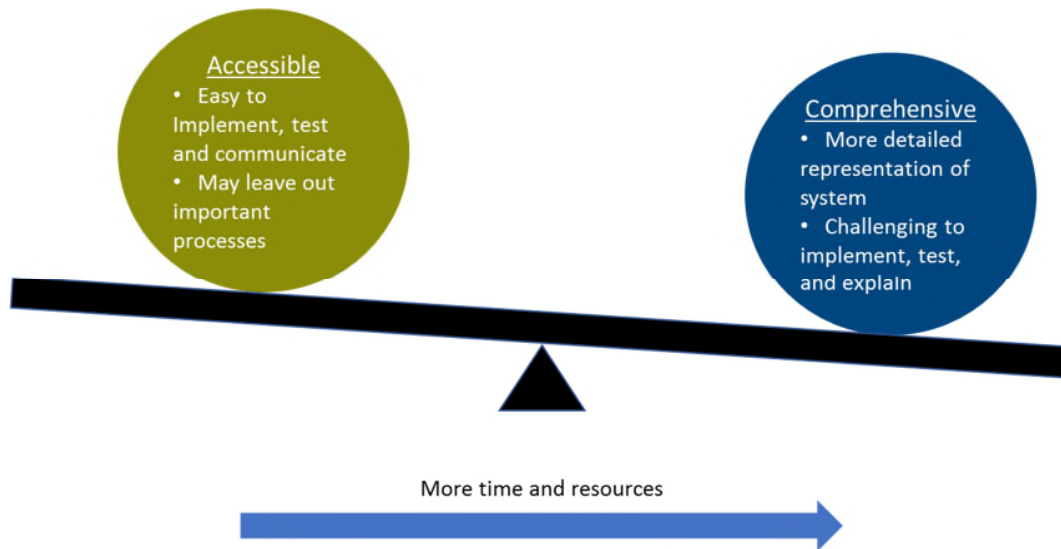 Accessible
• Easy to
Implement, test
and communicate
• May leave out
important
processes
Comprehensive
• More detailed
representation of
system
• Challenging to
implement, test,
and explain
More time and resources